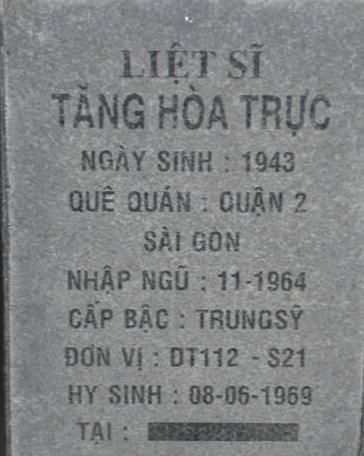 LIỆT SĨ
TĂNG HÒA TRỰC
NGÀY SINH : 1943
QUÊ QUÁN : QUẬN 2
SÀI GON
NHẬP NGŨ : 11-1964
CẤP BẬC : TRUNGSỸ
ĐƠN VỊ : DT112 - S21
HY SINH : 08-06-1969
TẠI :